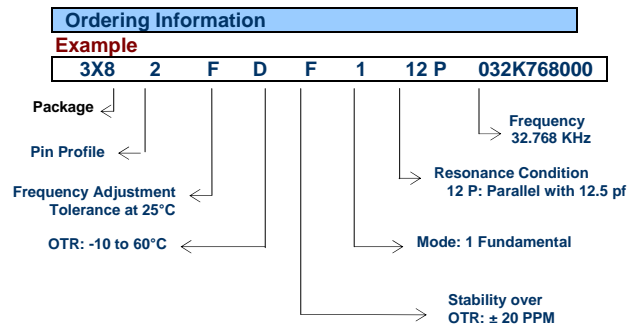 Ordering Information
Example
3X8 2 F D F 1 12 P 032K768000
Package
Frequency
32.768 KHz
Pin Profile
Resonance Condition
12 P: Parallel with 12.5 pf
Frequency Adjustment
Tolerance at 25°C
OTR: -10 to 60°C
Mode: 1 Fundamental
Stability over
OTR: ± 20 PPM